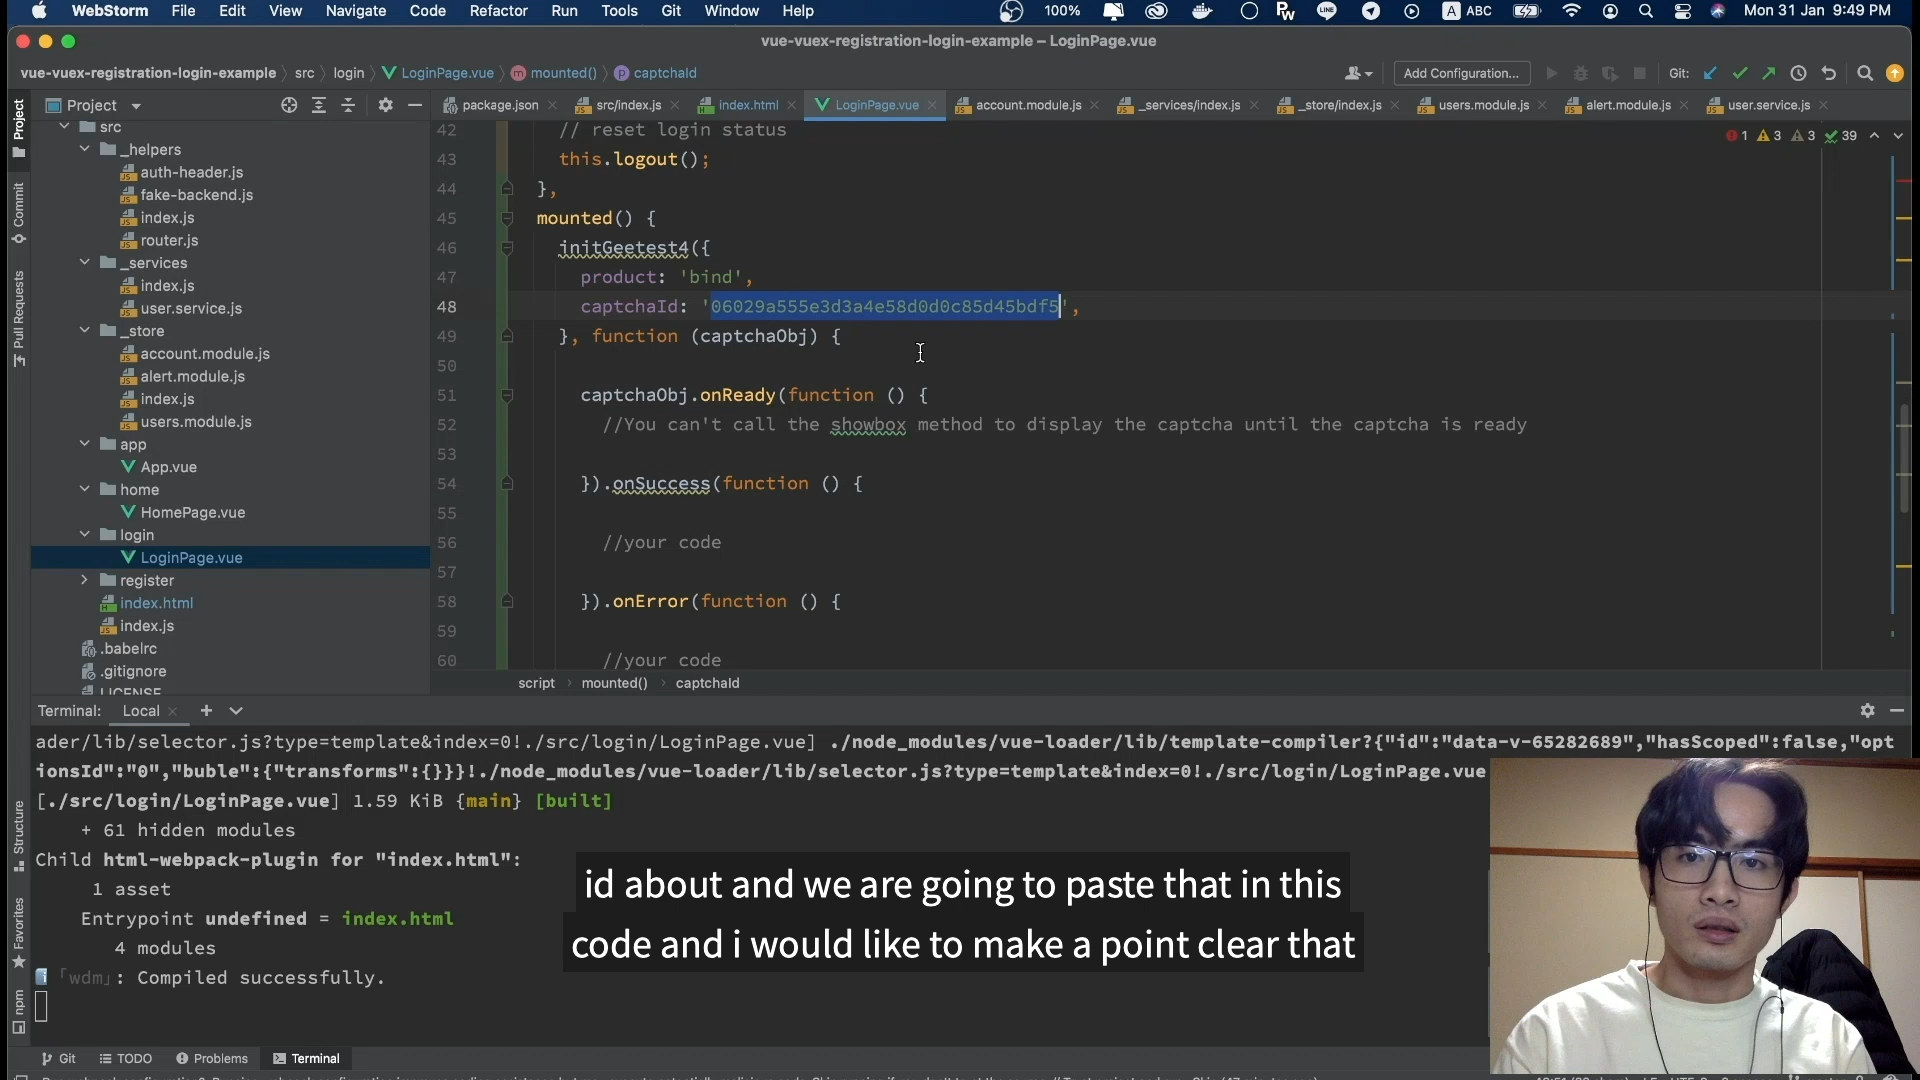 WebStorm File Edit View Navigate Code Refactor Run Tools Git Window Help 100% A ABC Mon 31 Jan 9:49 PM
vue-vuex-registration-login-example – LoginPage.vue
vue-vuex-registration-login-example src login LoginPage.vue m mounted() p captchaId Add Configuration... Git:
Project package.json src/index.js index.html LoginPage.vue account.module.js _services/index.js _store/index.js users.module.js alert.module.js user.service.js
Project
Commit
Pull Requests
Structure
Favorites
npm
src
_helpers
auth-header.js
fake-backend.js
index.js
router.js
_services
index.js
user.service.js
_store
account.module.js
alert.module.js
index.js
users.module.js
app
App.vue
home
HomePage.vue
login
LoginPage.vue
register
index.html
index.js
.babelrc
.gitignore
LICENSE
1 3 3 39
42 // reset login status
43 this.logout();
44 },
45 mounted() {
46 initGeetest4({
47 product: 'bind',
48 captchaId: '06029a555e3d3a4e58d0d0c85d45bdf5',
49 }, function (captchaObj) {
50
51 captchaObj.onReady(function () {
52 //You can't call the showbox method to display the captcha until the captcha is ready
53
54 }).onSuccess(function () {
55
56 //your code
57
58 }).onError(function () {
59
60 //your code
script mounted() captchaId
Terminal: Local
ader/lib/selector.js?type=template&index=0!./src/login/LoginPage.vue] ./node_modules/vue-loader/lib/template-compiler?{"id":"data-v-65282689","hasScoped":false,"opt
ionsId":"0","buble":{"transforms":{}}}!./node_modules/vue-loader/lib/selector.js?type=template&index=0!./src/login/LoginPage.vue
[./src/login/LoginPage.vue] 1.59 KiB {main} [built]
+ 61 hidden modules
Child html-webpack-plugin for "index.html":
1 asset
Entrypoint undefined = index.html
4 modules
「wdm」: Compiled successfully.
id about and we are going to paste that in this
code and i would like to make a point clear that
Git TODO Problems Terminal